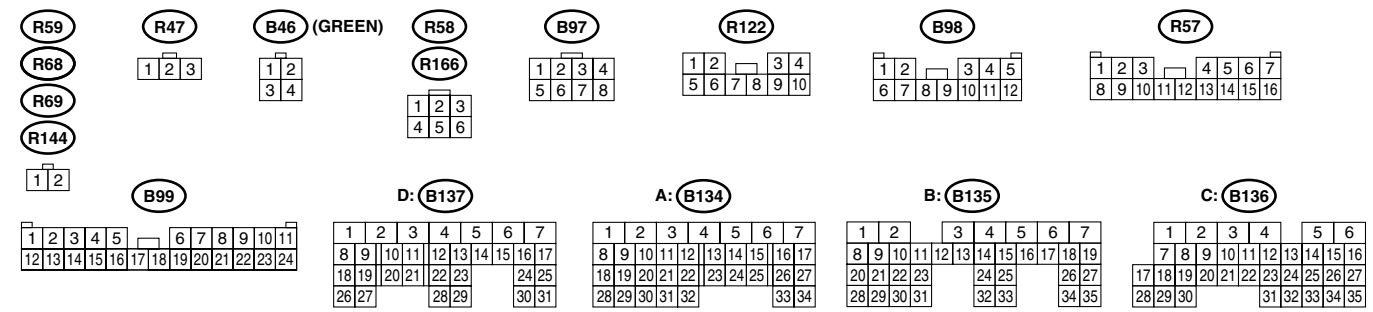 R59 R47 B46 (GREEN) R58 B97 R122 B98 R57
R68 R166
R69
R144
1 2 3
1 2
3 4
1 2 3
4 5 6
1 2 3 4
5 6 7 8
1 2 3 4
5 6 7 8 9 10
1 2 3 4 5
6 7 8 9 10 11 12
1 2 3 4 5 6 7
8 9 10 11 12 13 14 15 16
1 2
B99 D: B137 A: B134 B: B135 C: B136
1 2 3 4 5 6 7 8 9 10 11
12 13 14 15 16 17 18 19 20 21 22 23 24
1 2 3 4 5 6 7
8 9 10 11 12 13 14 15 16 17
18 19 20 21 22 23 24 25
26 27 28 29 30 31
1 2 3 4 5 6 7
8 9 10 11 12 13 14 15 16 17
18 19 20 21 22 23 24 25 26 27
28 29 30 31 32 33 34
1 2 3 4 5 6 7
8 9 10 11 12 13 14 15 16 17 18 19
20 21 22 23 24 25 26 27
28 29 30 31 32 33 34 35
1 2 3 4 5 6
7 8 9 10 11 12 13 14 15 16
17 18 19 20 21 22 23 24 25 26 27
28 29 30 31 32 33 34 35